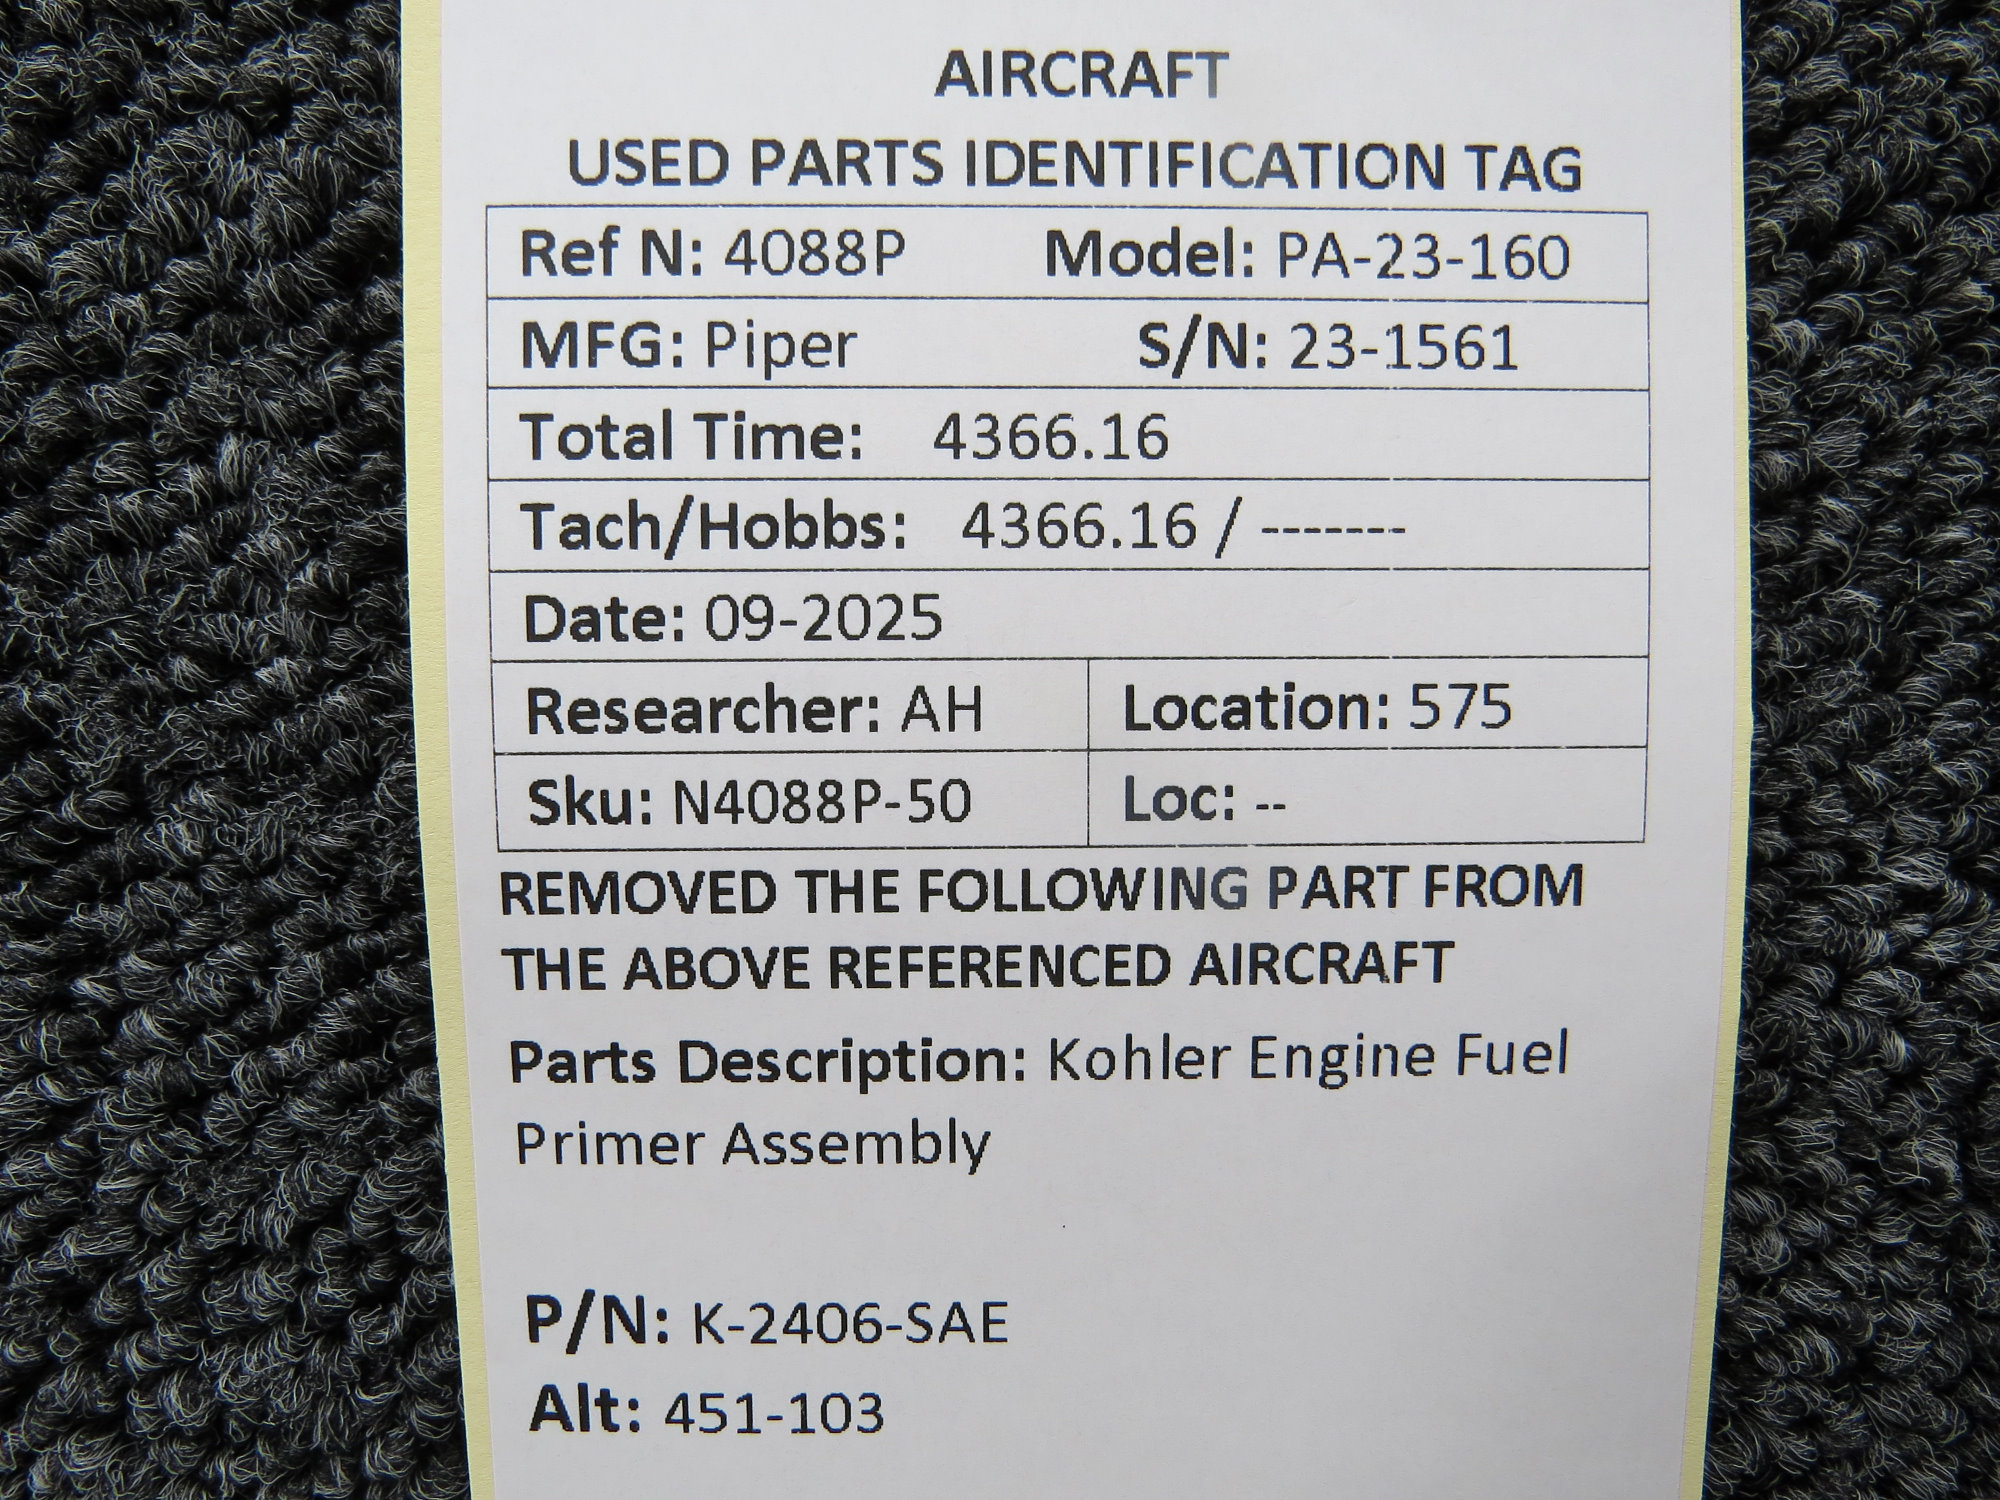 AIRCRAFT
USED PARTS IDENTIFICATION TAG
Ref N: 4088P Model: PA-23-160
MFG: Piper S/N: 23-1561
Total Time: 4366.16
Tach/Hobbs: 4366.16 / -------
Date: 09-2025
Researcher: AH Location: 575
Sku: N4088P-50 Loc: --
REMOVED THE FOLLOWING PART FROM
THE ABOVE REFERENCED AIRCRAFT
Parts Description: Kohler Engine Fuel
Primer Assembly
P/N: K-2406-SAE
Alt: 451-103